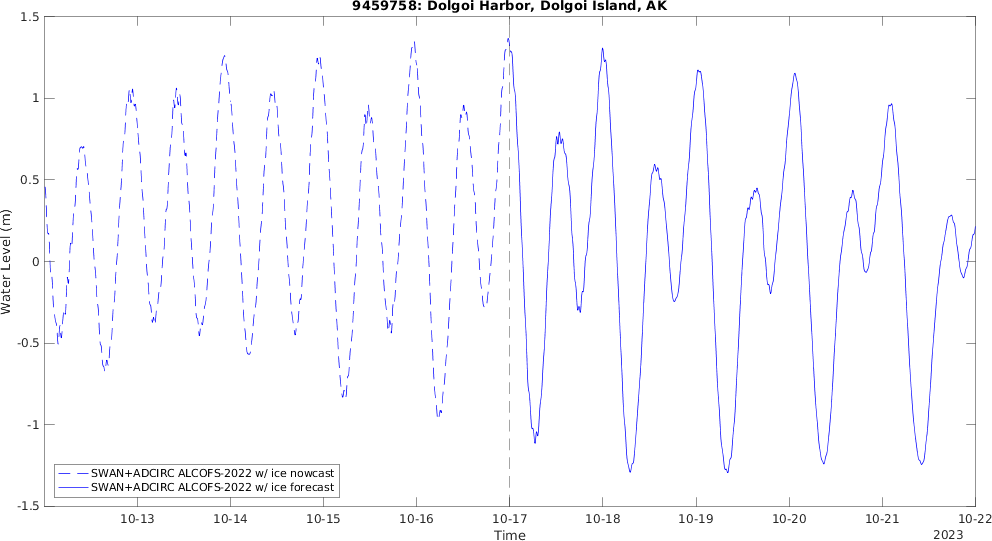 9459758: Dolgoi Harbor, Dolgoi Island, AK
1.5
1
0.5
0
-0.5
-1
-1.5
Water Level (m)
SWAN+ADCIRC ALCOFS-2022 w/ ice nowcast
SWAN+ADCIRC ALCOFS-2022 w/ ice forecast
10-13 10-14 10-15 10-16 10-17 10-18 10-19 10-20 10-21 10-22
Time
2023